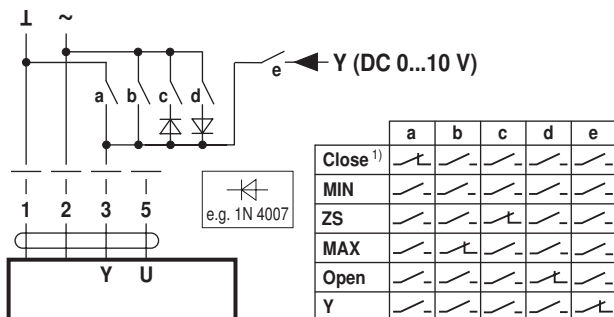 ⊥ ~
e
Y (DC 0...10 V)
a b c d
1 2 3 5
e.g. 1N 4007
Y U
a b c d e
Close 1)
MIN
ZS
MAX
Open
Y